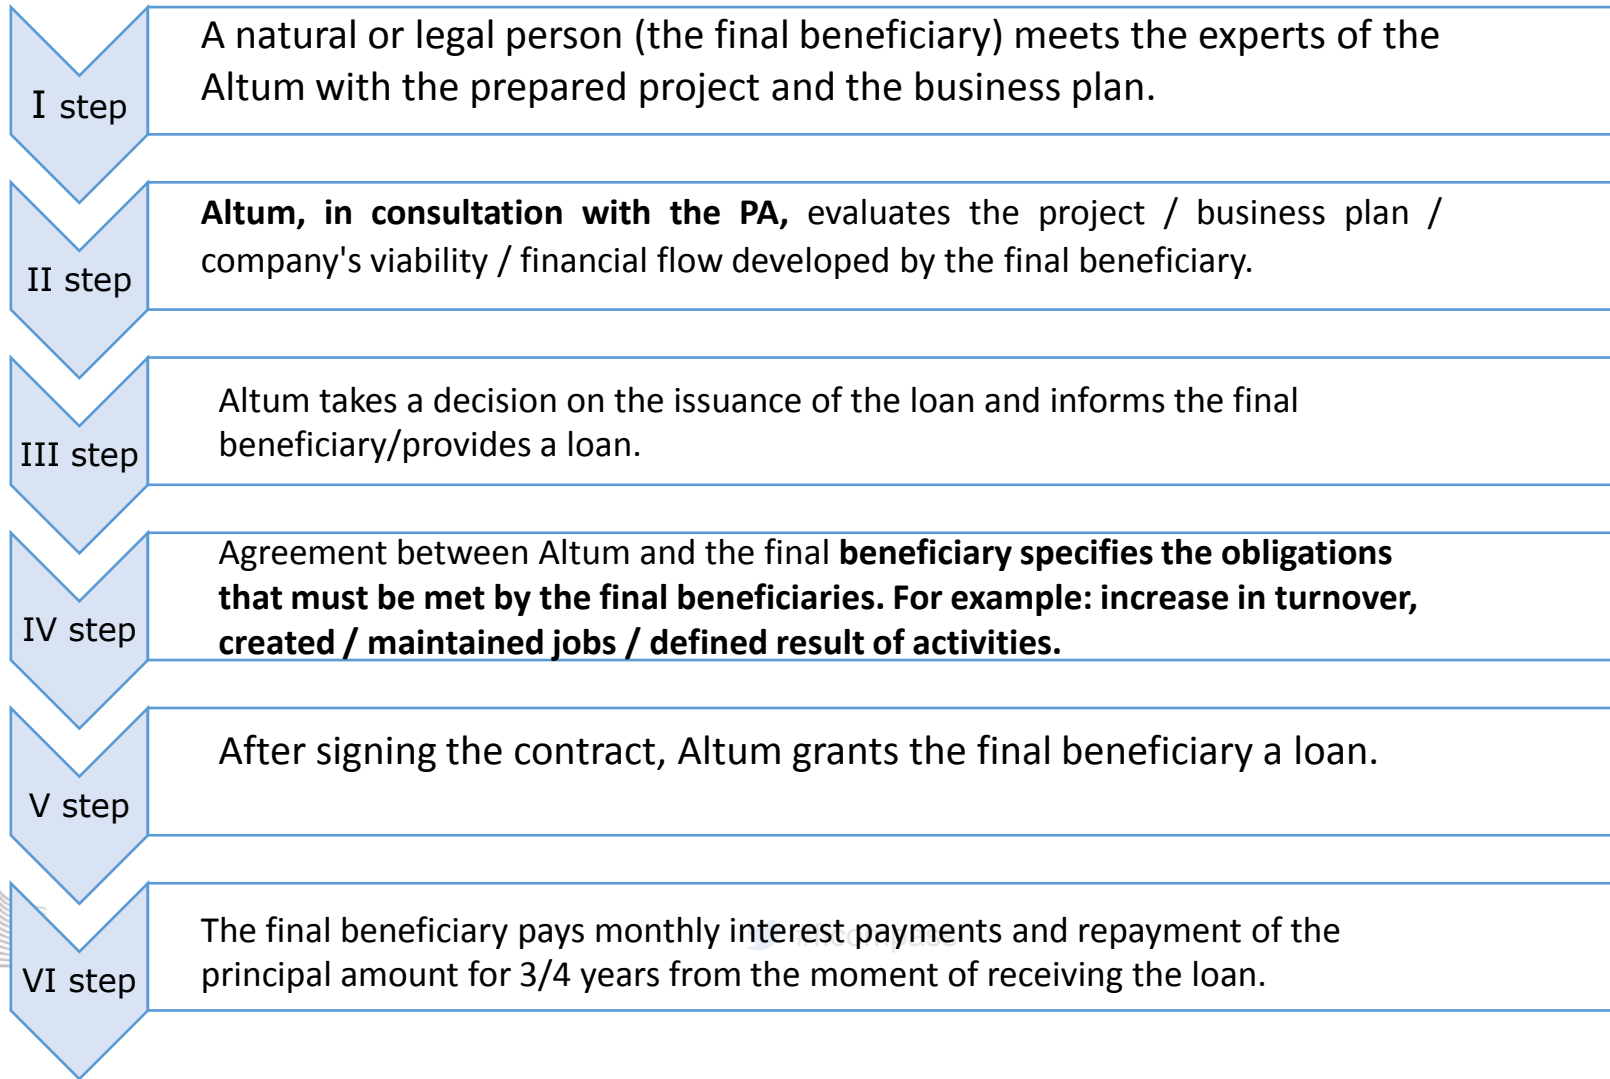 I step
A natural or legal person (the final beneficiary) meets the experts of the
Altum with the prepared project and the business plan.
II step
Altum, in consultation with the PA, evaluates the project / business plan /
company's viability / financial flow developed by the final beneficiary.
III step
Altum takes a decision on the issuance of the loan and informs the final
beneficiary/provides a loan.
IV step
Agreement between Altum and the final beneficiary specifies the obligations
that must be met by the final beneficiaries. For example: increase in turnover,
created / maintained jobs / defined result of activities.
V step
After signing the contract, Altum grants the final beneficiary a loan.
VI step
The final beneficiary pays monthly interest payments and repayment of the
principal amount for 3/4 years from the moment of receiving the loan.